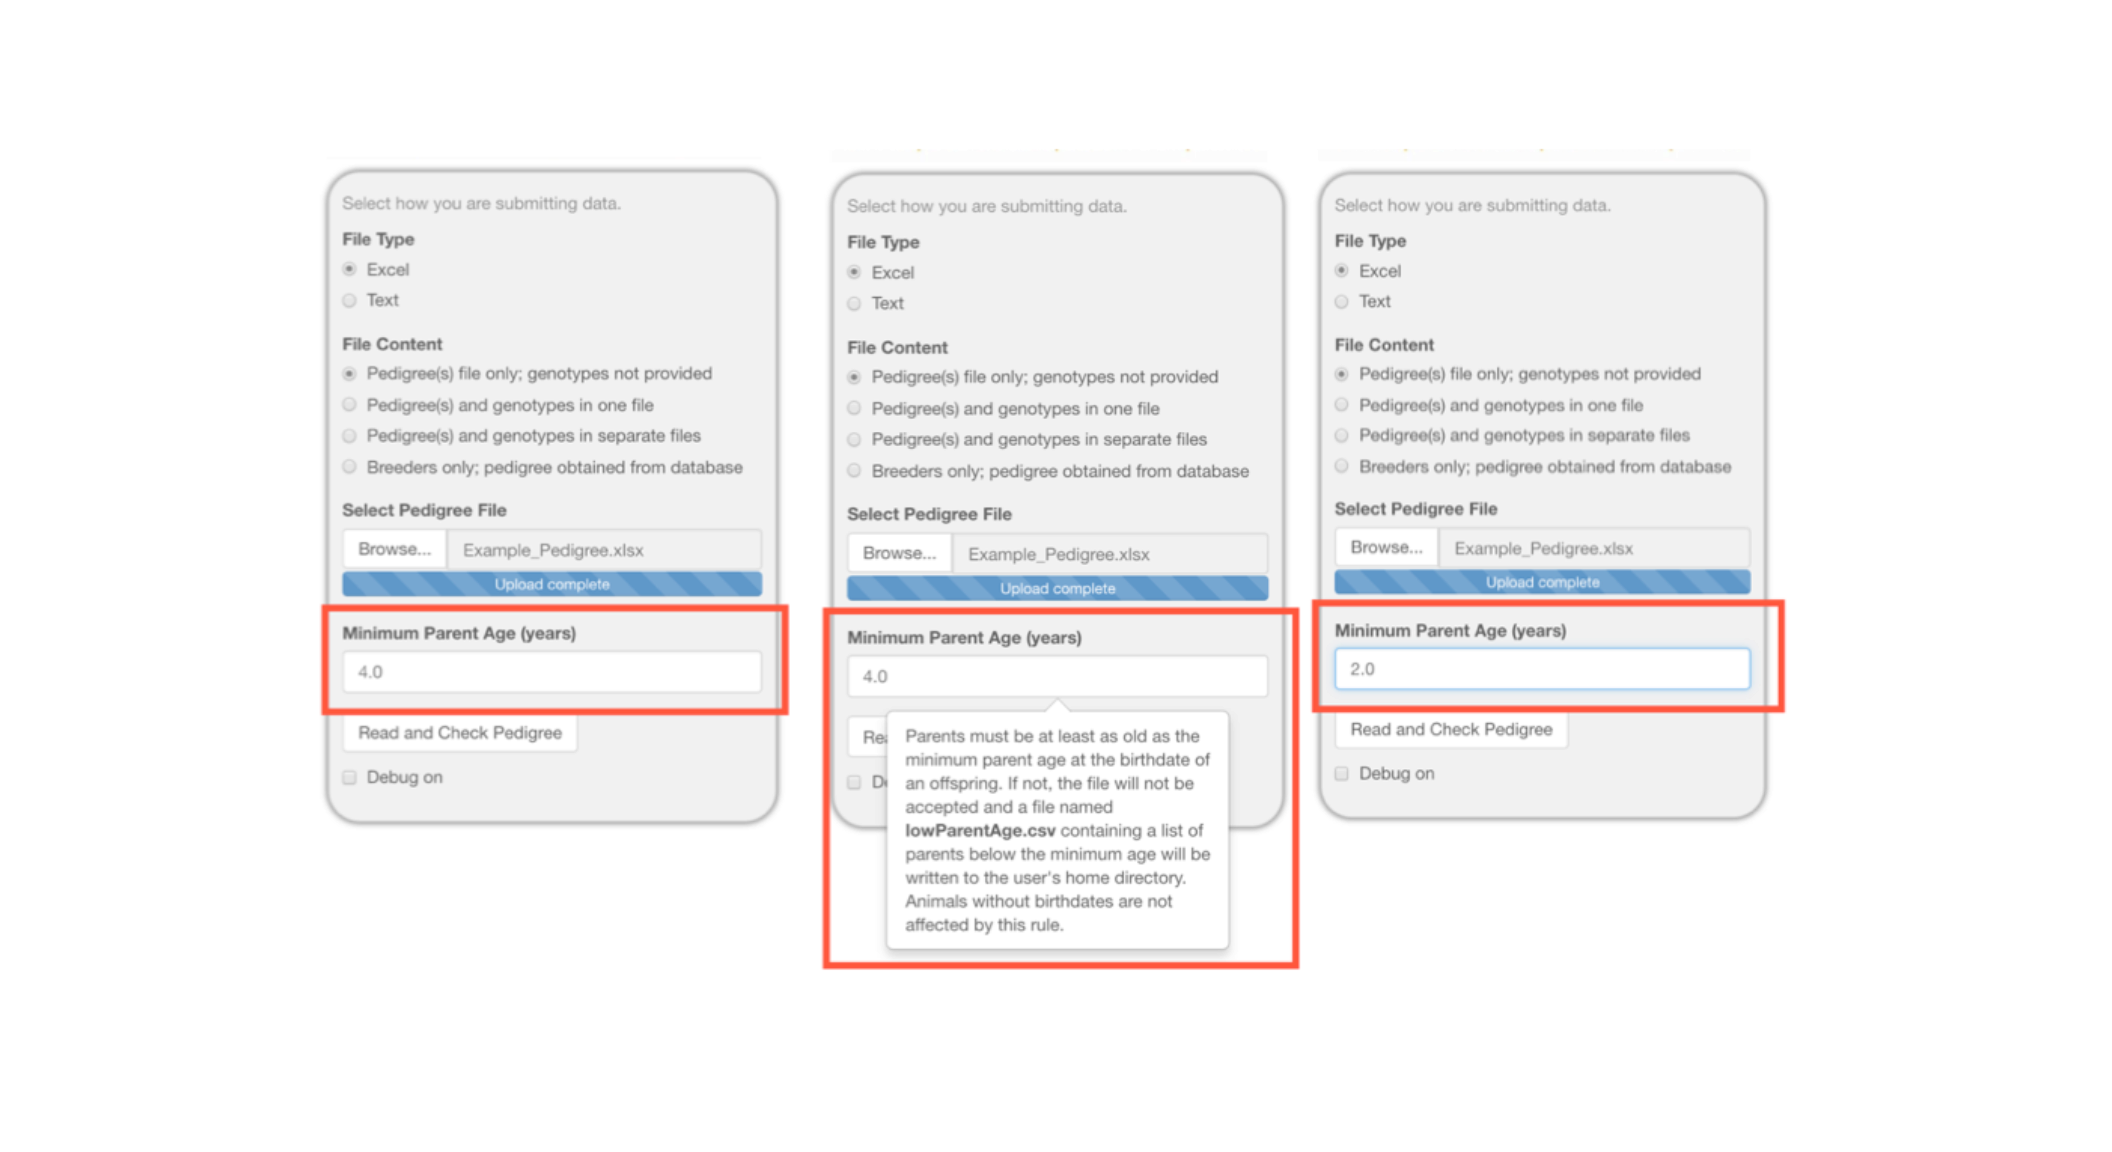 Select how you are submitting data.
File Type
Excel
Text
File Content
Pedigree(s) file only; genotypes not provided
Pedigree(s) and genotypes in one file
Pedigree(s) and genotypes in separate files
Breeders only; pedigree obtained from database
Select Pedigree File
Browse... Example_Pedigree.xlsx
Upload complete
Minimum Parent Age (years)
4.0
Read and Check Pedigree
Debug on
Select how you are submitting data.
File Type
Excel
Text
File Content
Pedigree(s) file only; genotypes not provided
Pedigree(s) and genotypes in one file
Pedigree(s) and genotypes in separate files
Breeders only; pedigree obtained from database
Select Pedigree File
Browse... Example_Pedigree.xlsx
Upload complete
Minimum Parent Age (years)
4.0
Parents must be at least as old as the
minimum parent age at the birthdate of
an offspring. If not, the file will not be
accepted and a file named
lowParentAge.csv containing a list of
parents below the minimum age will be
written to the user's home directory.
Animals without birthdates are not
affected by this rule.
Select how you are submitting data.
File Type
Excel
Text
File Content
Pedigree(s) file only; genotypes not provided
Pedigree(s) and genotypes in one file
Pedigree(s) and genotypes in separate files
Breeders only; pedigree obtained from database
Select Pedigree File
Browse... Example_Pedigree.xlsx
Upload complete
Minimum Parent Age (years)
2.0
Read and Check Pedigree
Debug on